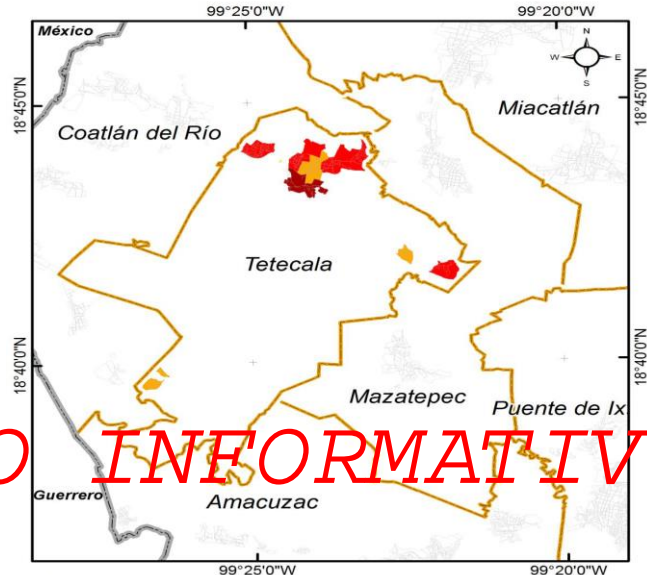 99°25'0"W 99°20'0"W
México
N
W E
S
18°45'0"N 18°45'0"N
Miacatlán
Coatlán del Río
Tetecala
18°40'0"N 18°40'0"N
Mazatepec
Puente de Ix
O INFORMATIV
Guerrero
Amacuzac
99°25'0"W 99°20'0"W